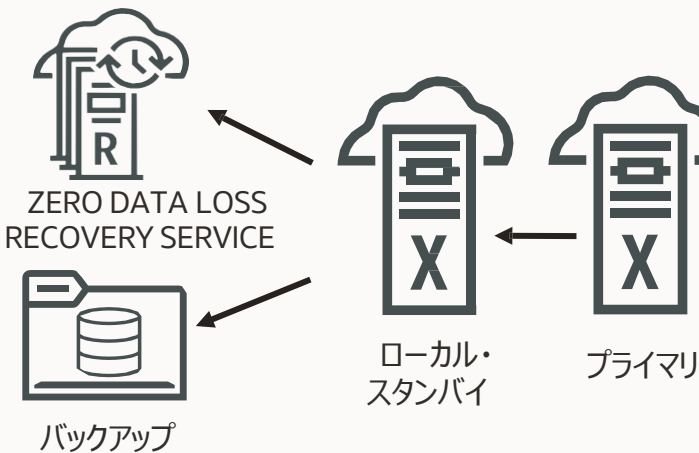 R
ZERO DATA LOSS
RECOVERY SERVICE
X
X
ローカル・
スタンバイ
プライマリ
バックアップ